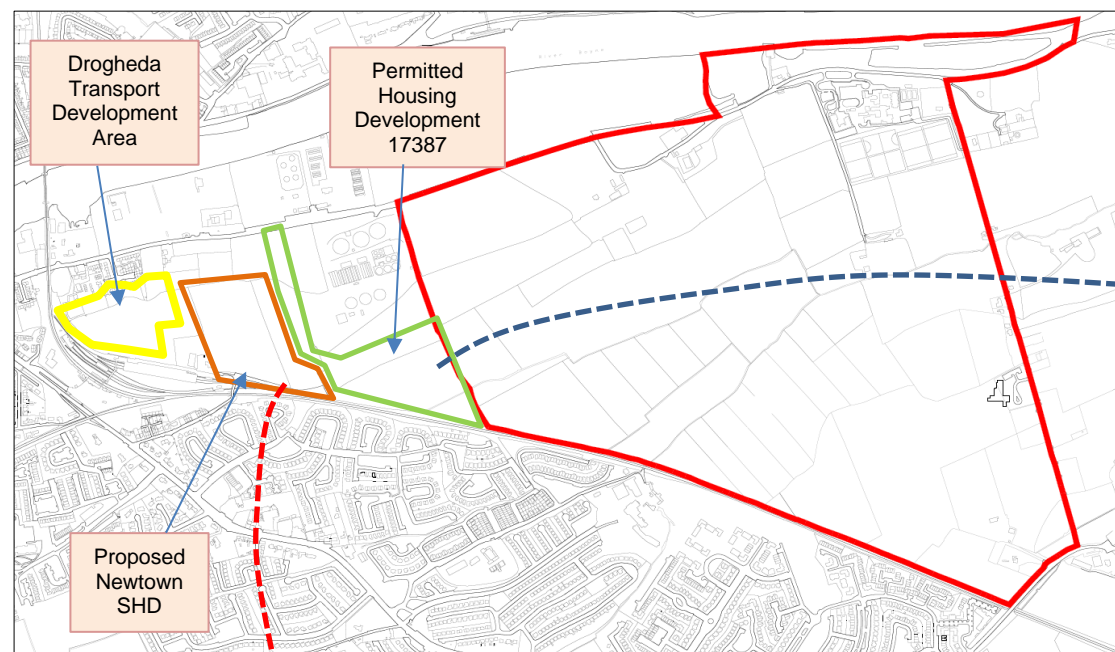 Drogheda
Transport
Development
Area
Permitted
Housing
Development
17387
Proposed
Newtown
SHD